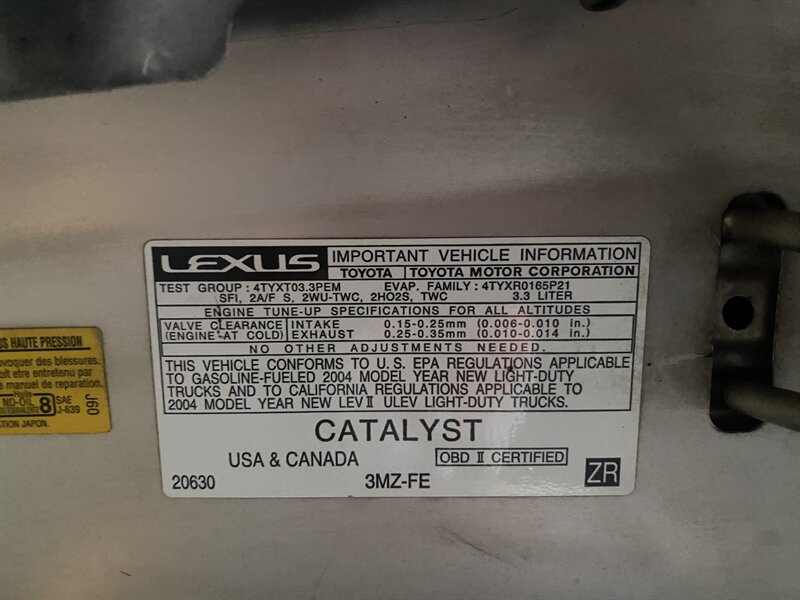 LEXUS IMPORTANT VEHICLE INFORMATION
TOYOTA TOYOTA MOTOR CORPORATION
TEST GROUP : 4TYXT03.3PEM EVAP. FAMILY : 4TYXR0165P21
SFI, 2A/F S, 2WU-TWC, 2HO2S, TWC 3.3 LITER
ENGINE TUNE-UP SPECIFICATIONS FOR ALL ALTITUDES
VALVE CLEARANCE INTAKE 0.15-0.25mm (0.006-0.010 in.)
(ENGINE AT COLD) EXHAUST 0.25-0.35mm (0.010-0.014 in.)
NO OTHER ADJUSTMENTS NEEDED.
THIS VEHICLE CONFORMS TO U.S. EPA REGULATIONS APPLICABLE
TO GASOLINE-FUELED 2004 MODEL YEAR NEW LIGHT-DUTY
TRUCKS AND TO CALIFORNIA REGULATIONS APPLICABLE TO
2004 MODEL YEAR NEW LEV II ULEV LIGHT-DUTY TRUCKS.
CATALYST
USA & CANADA OBD II CERTIFIED
20630 3MZ-FE ZR
HAUTE PRESSION
provoquer des blessures.
oit être entretenu par
manuel de reparation.
ND-OIL 8 SAE
J-639
J60
JAPON.